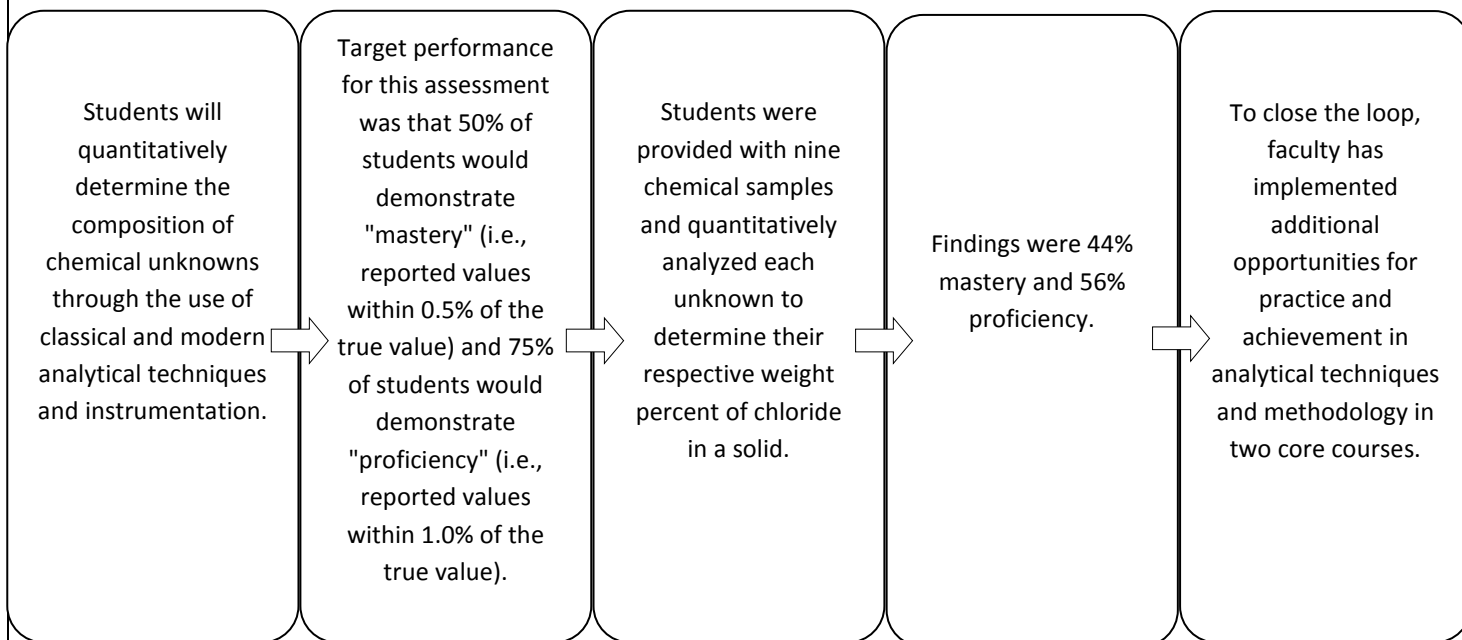 Students will
quantitatively
determine the
composition of
chemical unknowns
through the use of
classical and modern
analytical techniques
and instrumentation.
Target performance
for this assessment
was that 50% of
students would
demonstrate
"mastery" (i.e.,
reported values
within 0.5% of the
true value) and 75%
of students would
demonstrate
"proficiency" (i.e.,
reported values
within 1.0% of the
true value).
Students were
provided with nine
chemical samples
and quantitatively
analyzed each
unknown to
determine their
respective weight
percent of chloride
in a solid.
Findings were 44%
mastery and 56%
proficiency.
To close the loop,
faculty has
implemented
additional
opportunities for
practice and
achievement in
analytical techniques
and methodology in
two core courses.